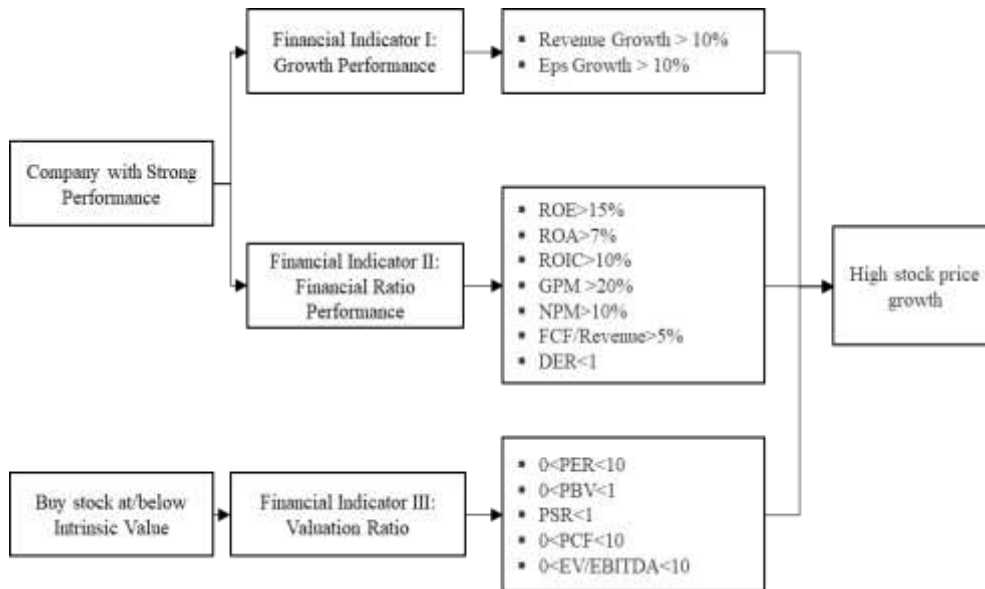 Financial Indicator I:
Growth Performance
▪ Revenue Growth > 10%
▪ Eps Growth > 10%
Company with Strong
Performance
Financial Indicator II:
Financial Ratio
Performance
▪ ROE>15%
▪ ROA>7%
▪ ROIC>10%
▪ GPM >20%
▪ NPM>10%
▪ FCF/Revenue>5%
▪ DER<1
High stock price
growth
Buy stock at/below
Intrinsic Value
Financial Indicator III:
Valuation Ratio
▪ 0<PER<10
▪ 0<PBV<1
▪ PSR<1
▪ 0<PCF<10
▪ 0<EV/EBITDA<10